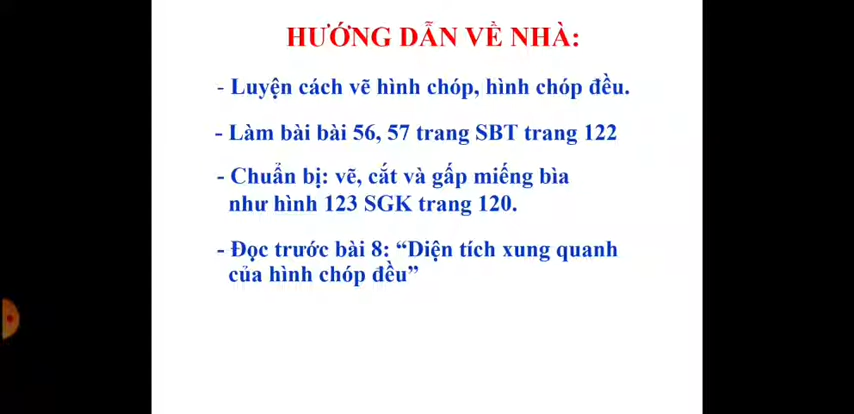 HƯỚNG DẪN VỀ NHÀ:
- Luyện cách vẽ hình chóp, hình chóp đều.
- Làm bài bài 56, 57 trang SBT trang 122
- Chuẩn bị: vẽ, cắt và gấp miếng bìa
như hình 123 SGK trang 120.
- Đọc trước bài 8: “Diện tích xung quanh
của hình chóp đều”